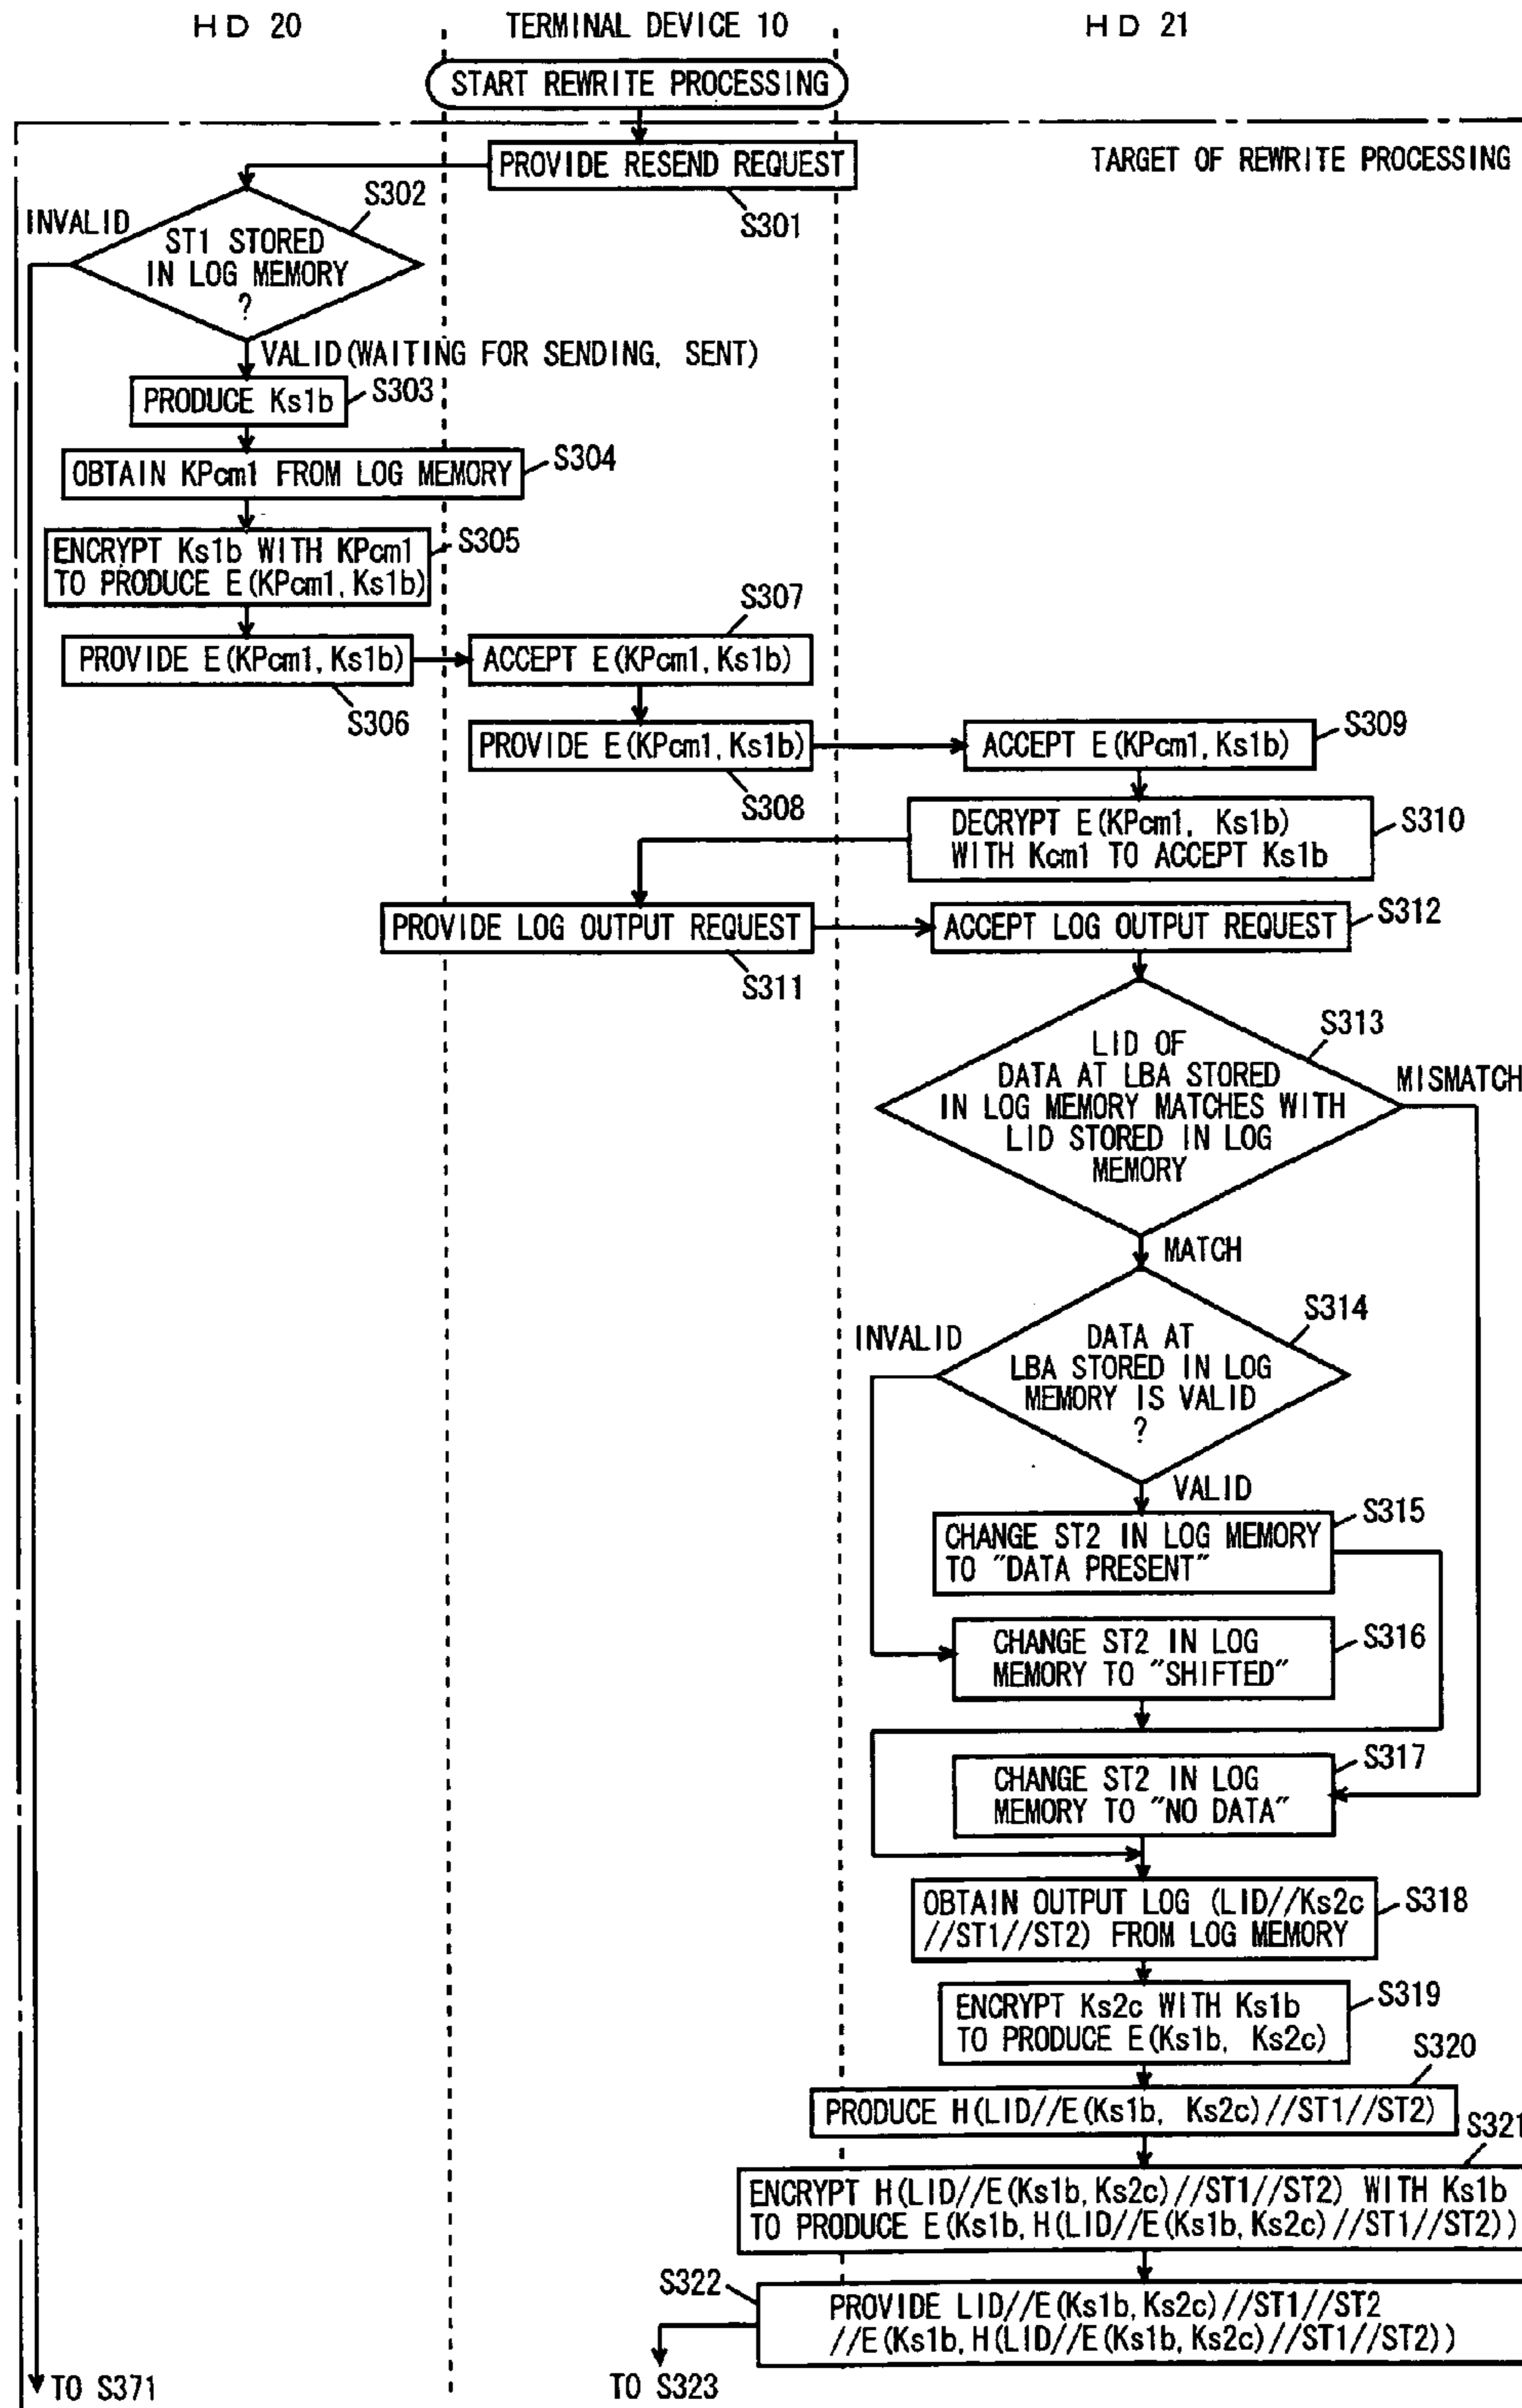 HD 20
TERMINAL DEVICE 10
HD 21
START REWRITE PROCESSING
PROVIDE RESEND REQUEST
S301
TARGET OF REWRITE PROCESSING
S302
INVALID
ST1 STORED
IN LOG MEMORY
?
VALID(WAITING FOR SENDING, SENT)
PRODUCE Ks1b
S303
OBTAIN KPcm1 FROM LOG MEMORY
S304
ENCRYPT Ks1b WITH KPcm1
TO PRODUCE E(KPcm1, Ks1b)
S305
PROVIDE E(KPcm1, Ks1b)
S306
S307
ACCEPT E(KPcm1, Ks1b)
PROVIDE E(KPcm1, Ks1b)
S308
ACCEPT E(KPcm1, Ks1b)
S309
DECRYPT E(KPcm1, Ks1b)
WITH Kcm1 TO ACCEPT Ks1b
S310
PROVIDE LOG OUTPUT REQUEST
S311
ACCEPT LOG OUTPUT REQUEST
S312
S313
LID OF
DATA AT LBA STORED
IN LOG MEMORY MATCHES WITH
LID STORED IN LOG
MEMORY
MISMATCH
MATCH
S314
INVALID
DATA AT
LBA STORED IN LOG
MEMORY IS VALID
?
VALID
CHANGE ST2 IN LOG MEMORY
TO "DATA PRESENT"
S315
CHANGE ST2 IN LOG
MEMORY TO "SHIFTED"
S316
CHANGE ST2 IN LOG
MEMORY TO "NO DATA"
S317
OBTAIN OUTPUT LOG (LID//Ks2c
//ST1//ST2) FROM LOG MEMORY
S318
ENCRYPT Ks2c WITH Ks1b
TO PRODUCE E(Ks1b, Ks2c)
S319
S320
PRODUCE H(LID//E(Ks1b, Ks2c)//ST1//ST2)
S321
ENCRYPT H(LID//E(Ks1b, Ks2c)//ST1//ST2) WITH Ks1b
TO PRODUCE E(Ks1b, H(LID//E(Ks1b, Ks2c)//ST1//ST2))
S322
PROVIDE LID//E(Ks1b, Ks2c)//ST1//ST2
//E(Ks1b, H(LID//E(Ks1b, Ks2c)//ST1//ST2))
TO S371
TO S323